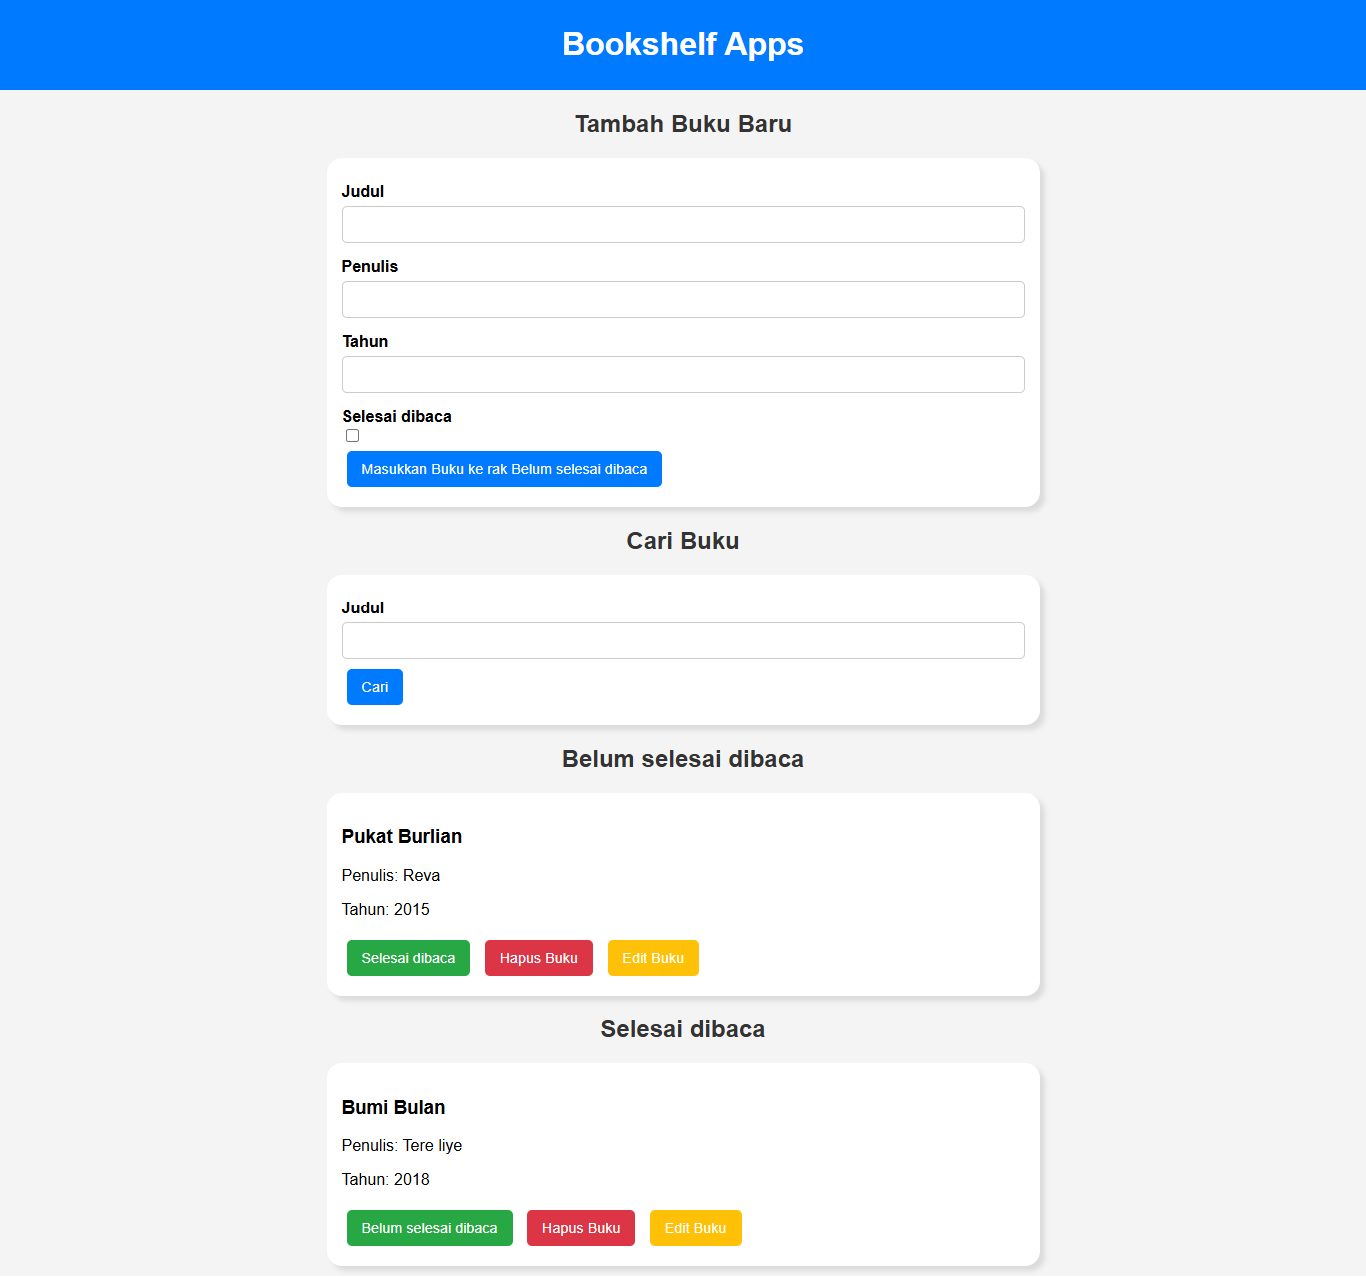 Bookshelf Apps
Tambah Buku Baru
Judul
Penulis
Tahun
Selesai dibaca
Masukkan Buku ke rak Belum selesai dibaca
Cari Buku
Judul
Cari
Belum selesai dibaca
Pukat Burlian
Penulis: Reva
Tahun: 2015
Selesai dibaca Hapus Buku Edit Buku
Selesai dibaca
Bumi Bulan
Penulis: Tere liye
Tahun: 2018
Belum selesai dibaca Hapus Buku Edit Buku